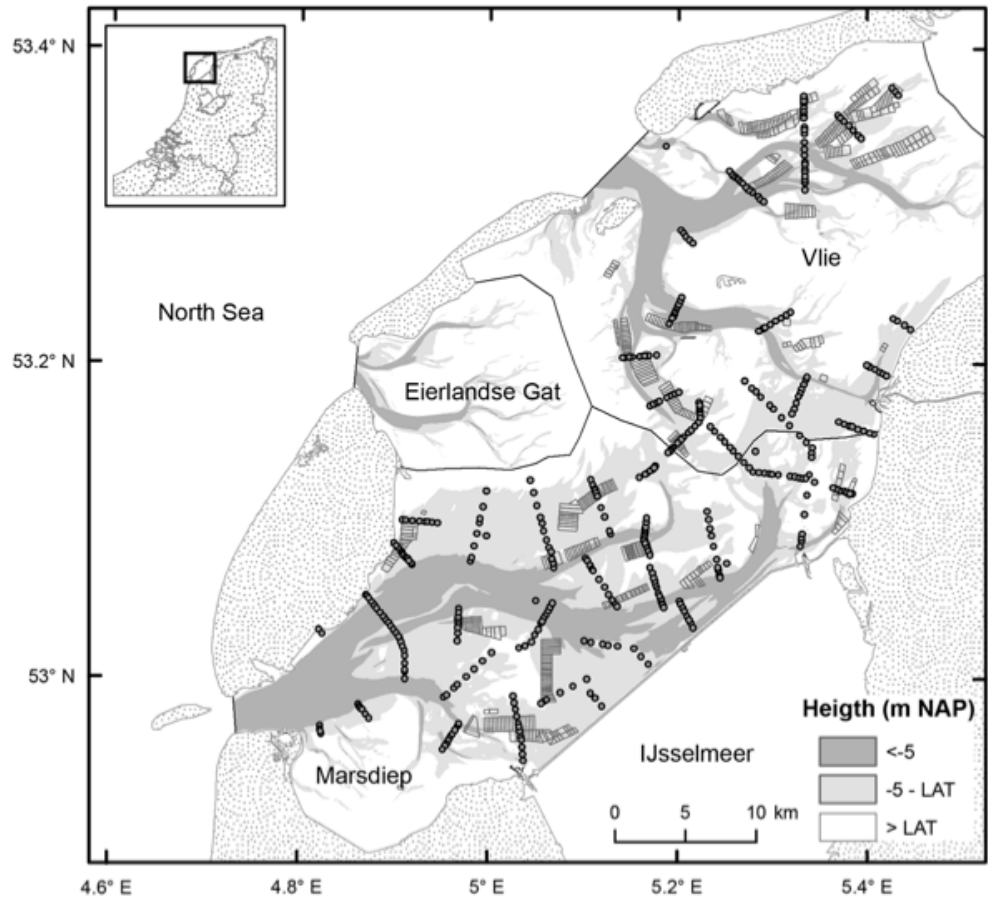 53.4° N
53.2° N
53° N
North Sea
Vlie
Eierlandse Gat
Marsdiep
IJsselmeer
Heigth (m NAP)
<-5
-5 - LAT
> LAT
0 5 10 km
4.6° E 4.8° E 5° E 5.2° E 5.4° E